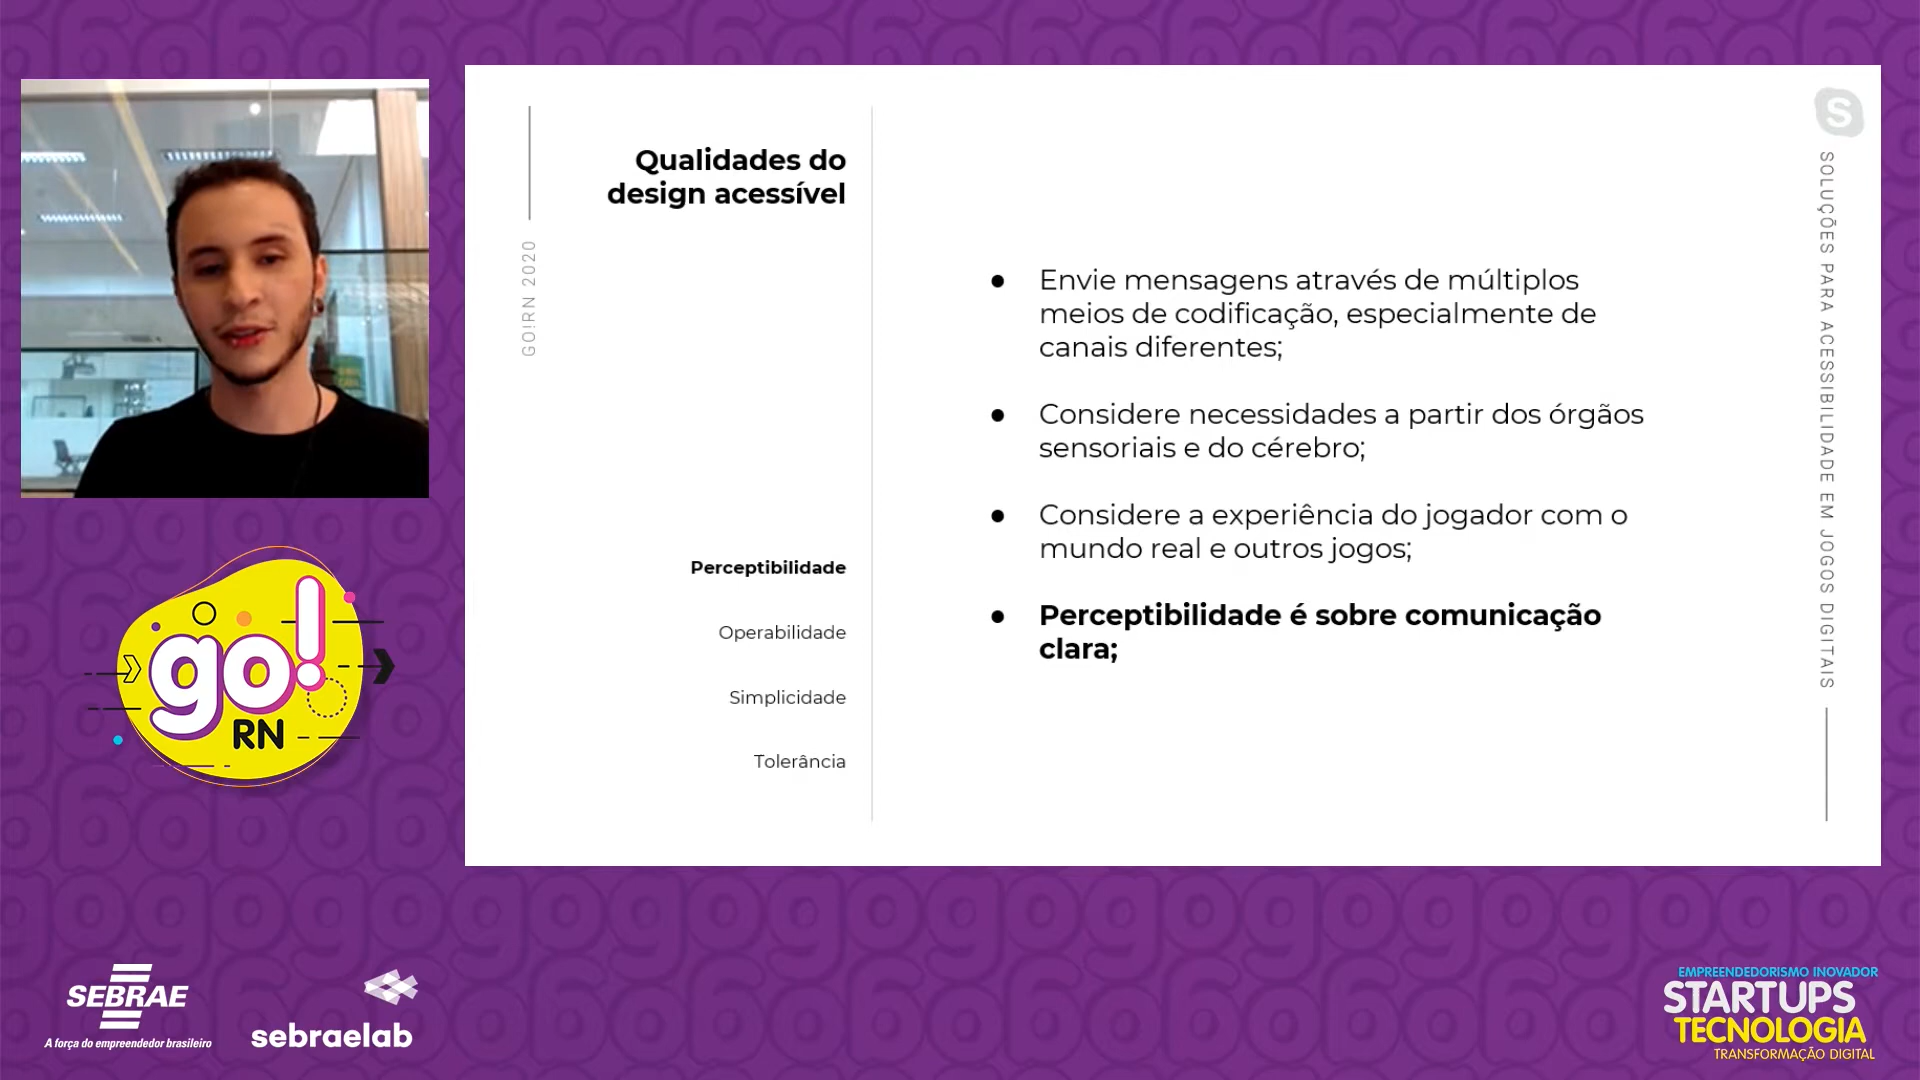 Qualidades do
design acessível
GO!RN 2020
Perceptibilidade
Operabilidade
Simplicidade
Tolerância
● Envie mensagens através de múltiplos
meios de codificação, especialmente de
canais diferentes;
● Considere necessidades a partir dos órgãos
sensoriais e do cérebro;
● Considere a experiência do jogador com o
mundo real e outros jogos;
● Perceptibilidade é sobre comunicação
clara;
S
SOLUÇÕES PARA ACESSIBILIDADE EM JOGOS DIGITAIS
go!
RN
SEBRAE
A força do empreendedor brasileiro
sebraelab
EMPREENDEDORISMO INOVADOR
STARTUPS
TECNOLOGIA
TRANSFORMAÇÃO DIGITAL